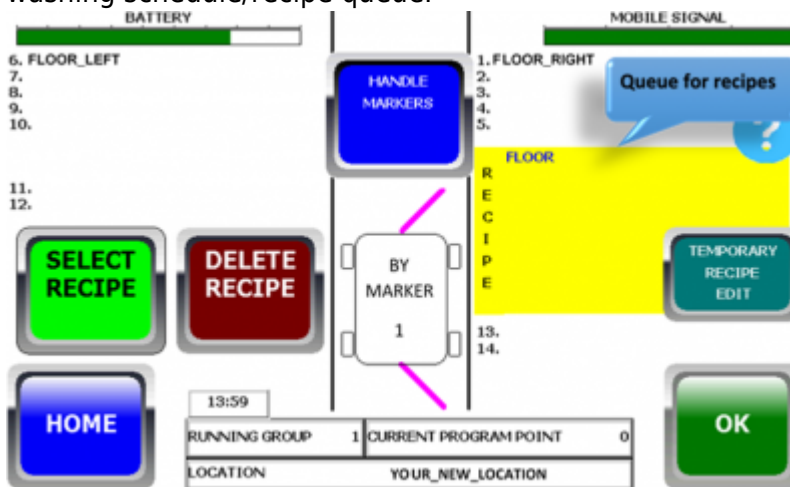 washing schedule/recipe queue.
BATTERY
MOBILE SIGNAL
6. FLOOR_LEFT
7.
8.
9.
10.
11.
12.
HANDLE
MARKERS
1. FLOOR_RIGHT
2.
3.
4.
5.
Queue for recipes
?
FLOOR
RECIPE
SELECT
RECIPE
DELETE
RECIPE
BY
MARKER
1
TEMPORARY
RECIPE
EDIT
13.
14.
HOME
13:59
RUNNING GROUP 1 CURRENT PROGRAM POINT 0
LOCATION YOUR_NEW_LOCATION
OK